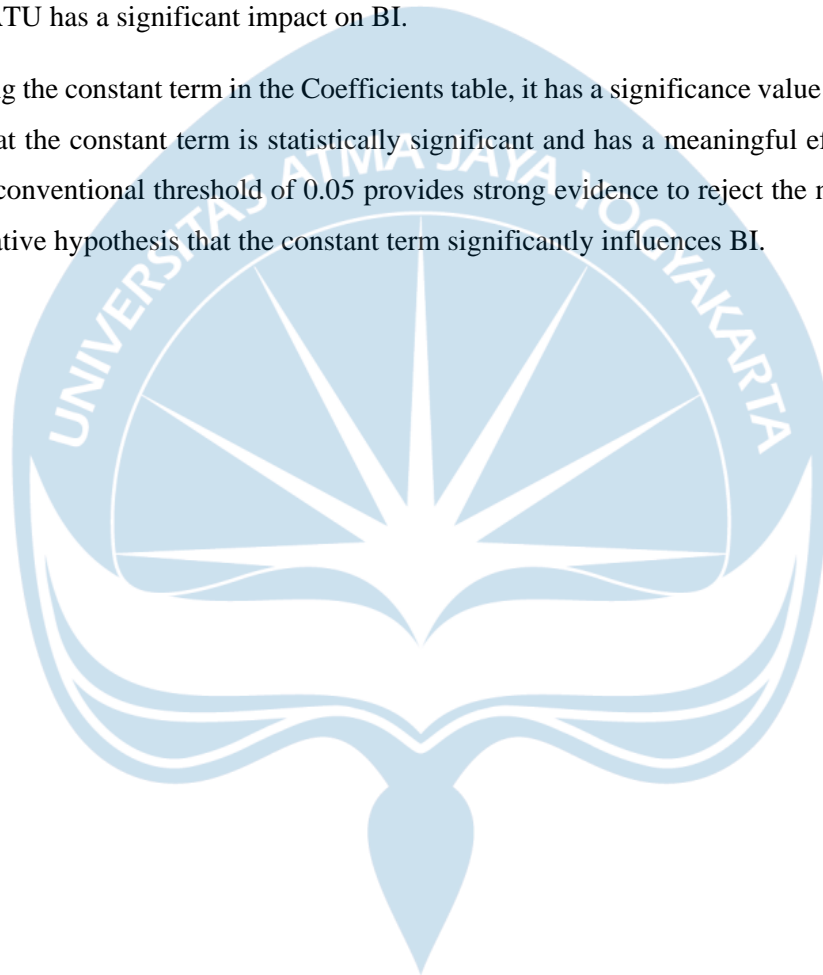 ATU has a significant impact on BI.
g the constant term in the Coefficients table, it has a significance value
at the constant term is statistically significant and has a meaningful ef
conventional threshold of 0.05 provides strong evidence to reject the n
ative hypothesis that the constant term significantly influences BI.
UNIVERSITAS ATMA JAYA YOGYAKARTA